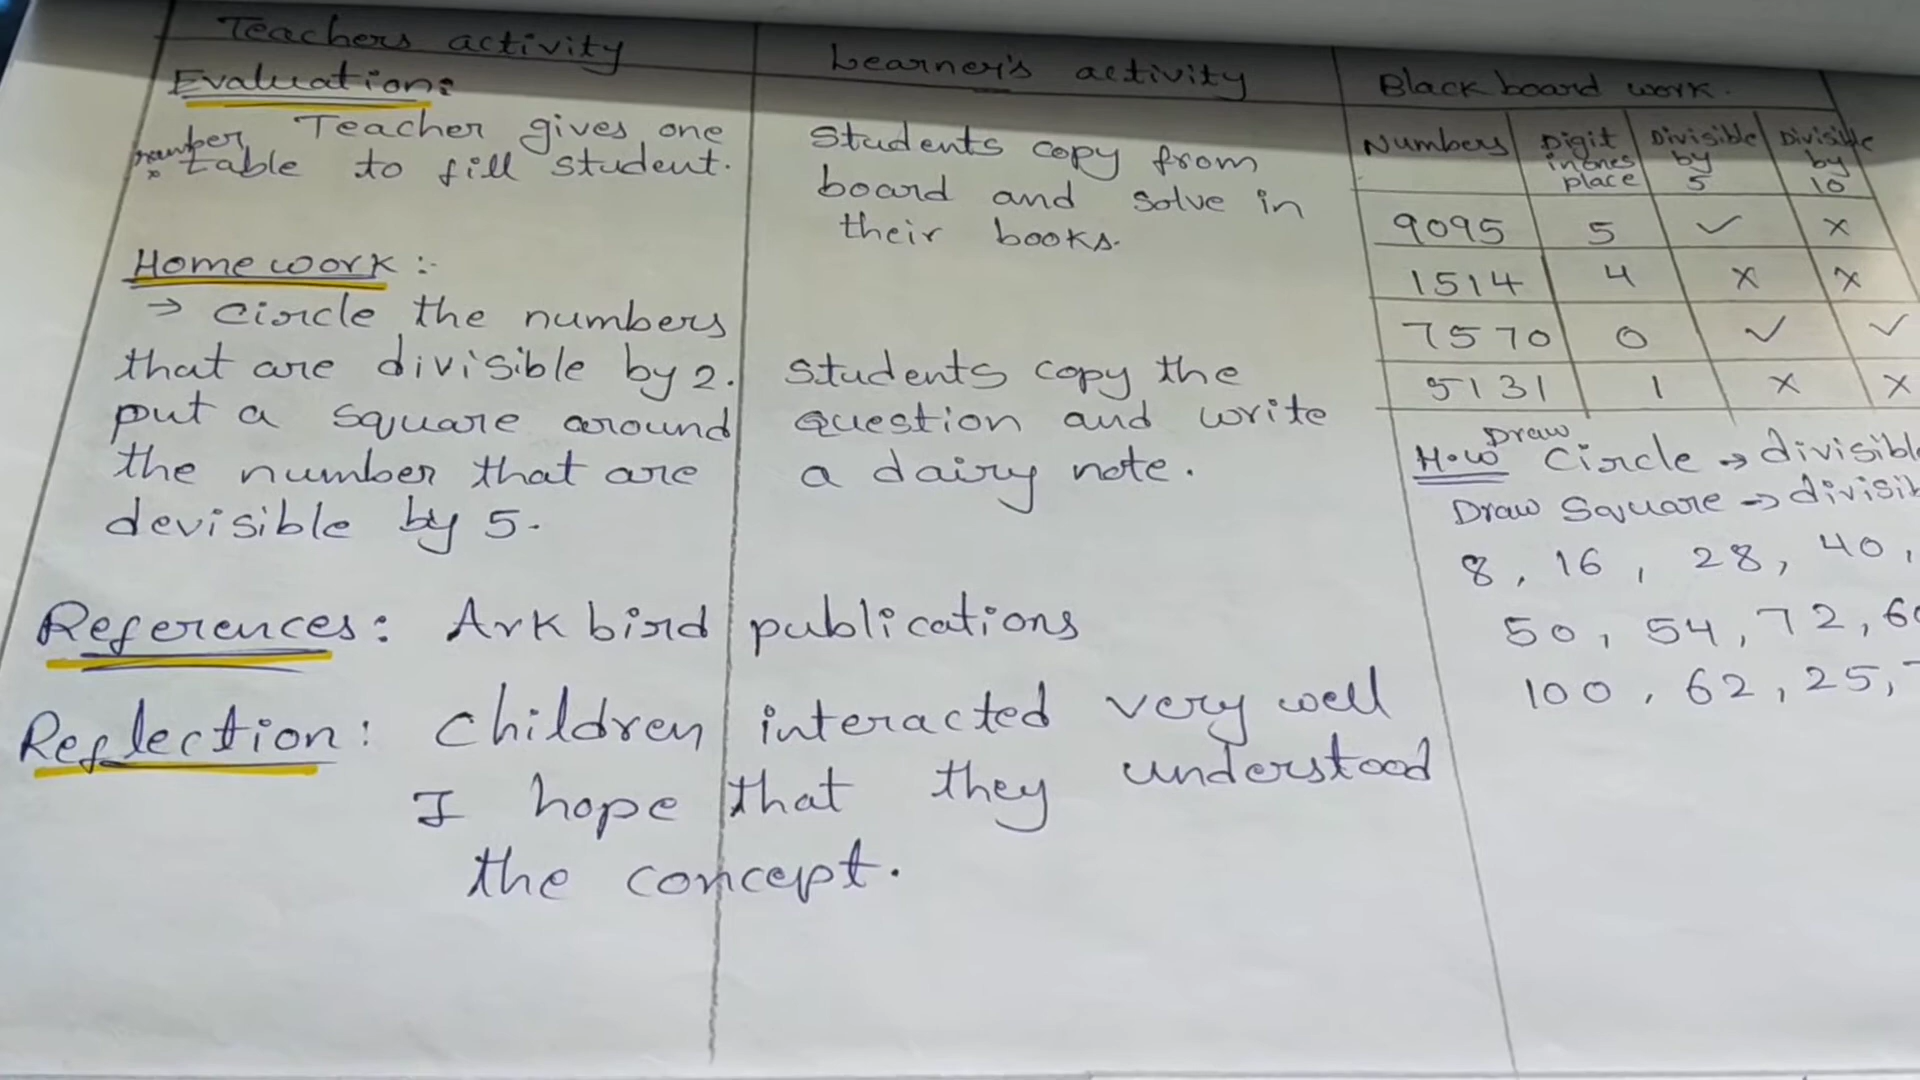 Teachers activity
Evaluation:
Teacher gives one
number
table to fill student.
Homework :-
→ Circle the numbers
that are divisible by 2.
put a square around
the number that are
devisible by 5.
Learner's activity
Students copy from
board and solve in
their books.
Students copy the
question and write
a dairy note.
Black board work.
Numbers | Digit in ones place | Divisible by 5 | Divisible by 10
9095 | 5 | ✓ | x
1514 | 4 | x | x
7570 | 0 | ✓ | ✓
5131 | 1 | x | x
H.W Draw Circle → divisible
Draw Square → divisib
8, 16, 28, 40,
50, 54, 72, 6
100, 62, 25,
References: Ark bird publications
Reflection: Children interacted very well
I hope that they understood
the concept.